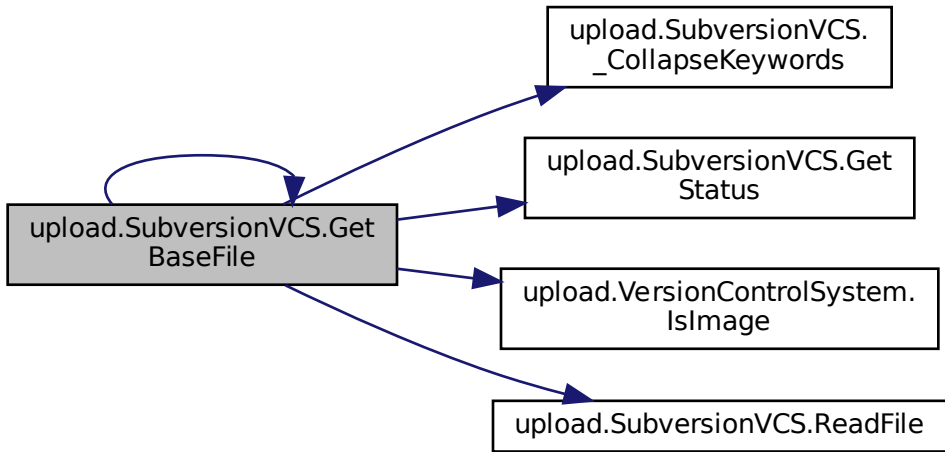 upload.SubversionVCS.
_CollapseKeywords
upload.SubversionVCS.Get
Status
upload.SubversionVCS.Get
BaseFile
upload.VersionControlSystem.
IsImage
upload.SubversionVCS.ReadFile